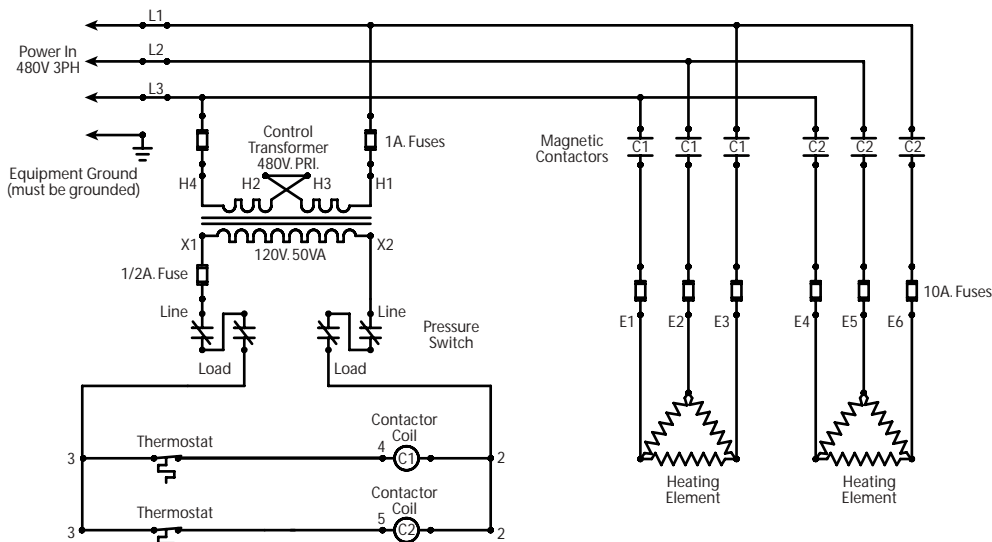 L1
Power In
480V 3PH
L2
L3
Equipment Ground
(must be grounded)
Control
Transformer
480V. PRI.
1A. Fuses
H4
H2
H3
H1
X1
120V. 50VA
X2
1/2A. Fuse
Line
Line
Pressure
Switch
Load
Load
Magnetic
Contactors
C1
C1
C1
C2
C2
C2
10A. Fuses
E1
E2
E3
E4
E5
E6
Heating
Element
Heating
Element
3
Thermostat
4
Contactor
Coil
C1
2
3
Thermostat
5
Contactor
Coil
C2
2